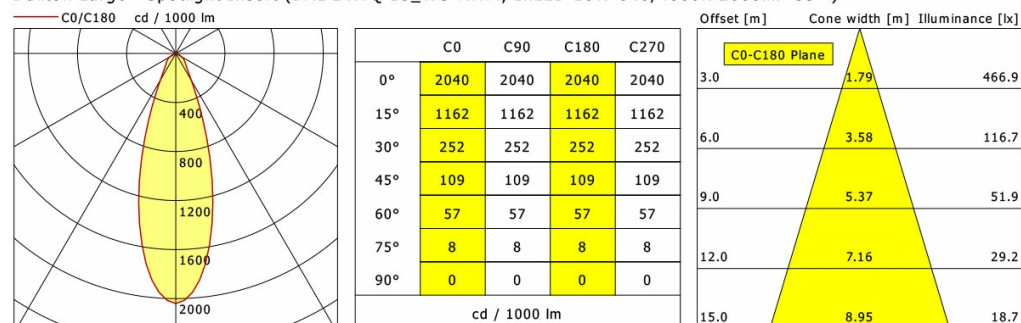 C0/C180 cd / 1000 lm
400
800
1200
1600
2000
C0 C90 C180 C270
0° 2040 2040 2040 2040
15° 1162 1162 1162 1162
30° 252 252 252 252
45° 109 109 109 109
60° 57 57 57 57
75° 8 8 8 8
90° 0 0 0 0
cd / 1000 lm
Offset [m] Cone width [m] Illuminance [lx]
C0-C180 Plane
3.0 1.79 466.9
6.0 3.58 116.7
9.0 5.37 51.9
12.0 7.16 29.2
15.0 8.95 18.7